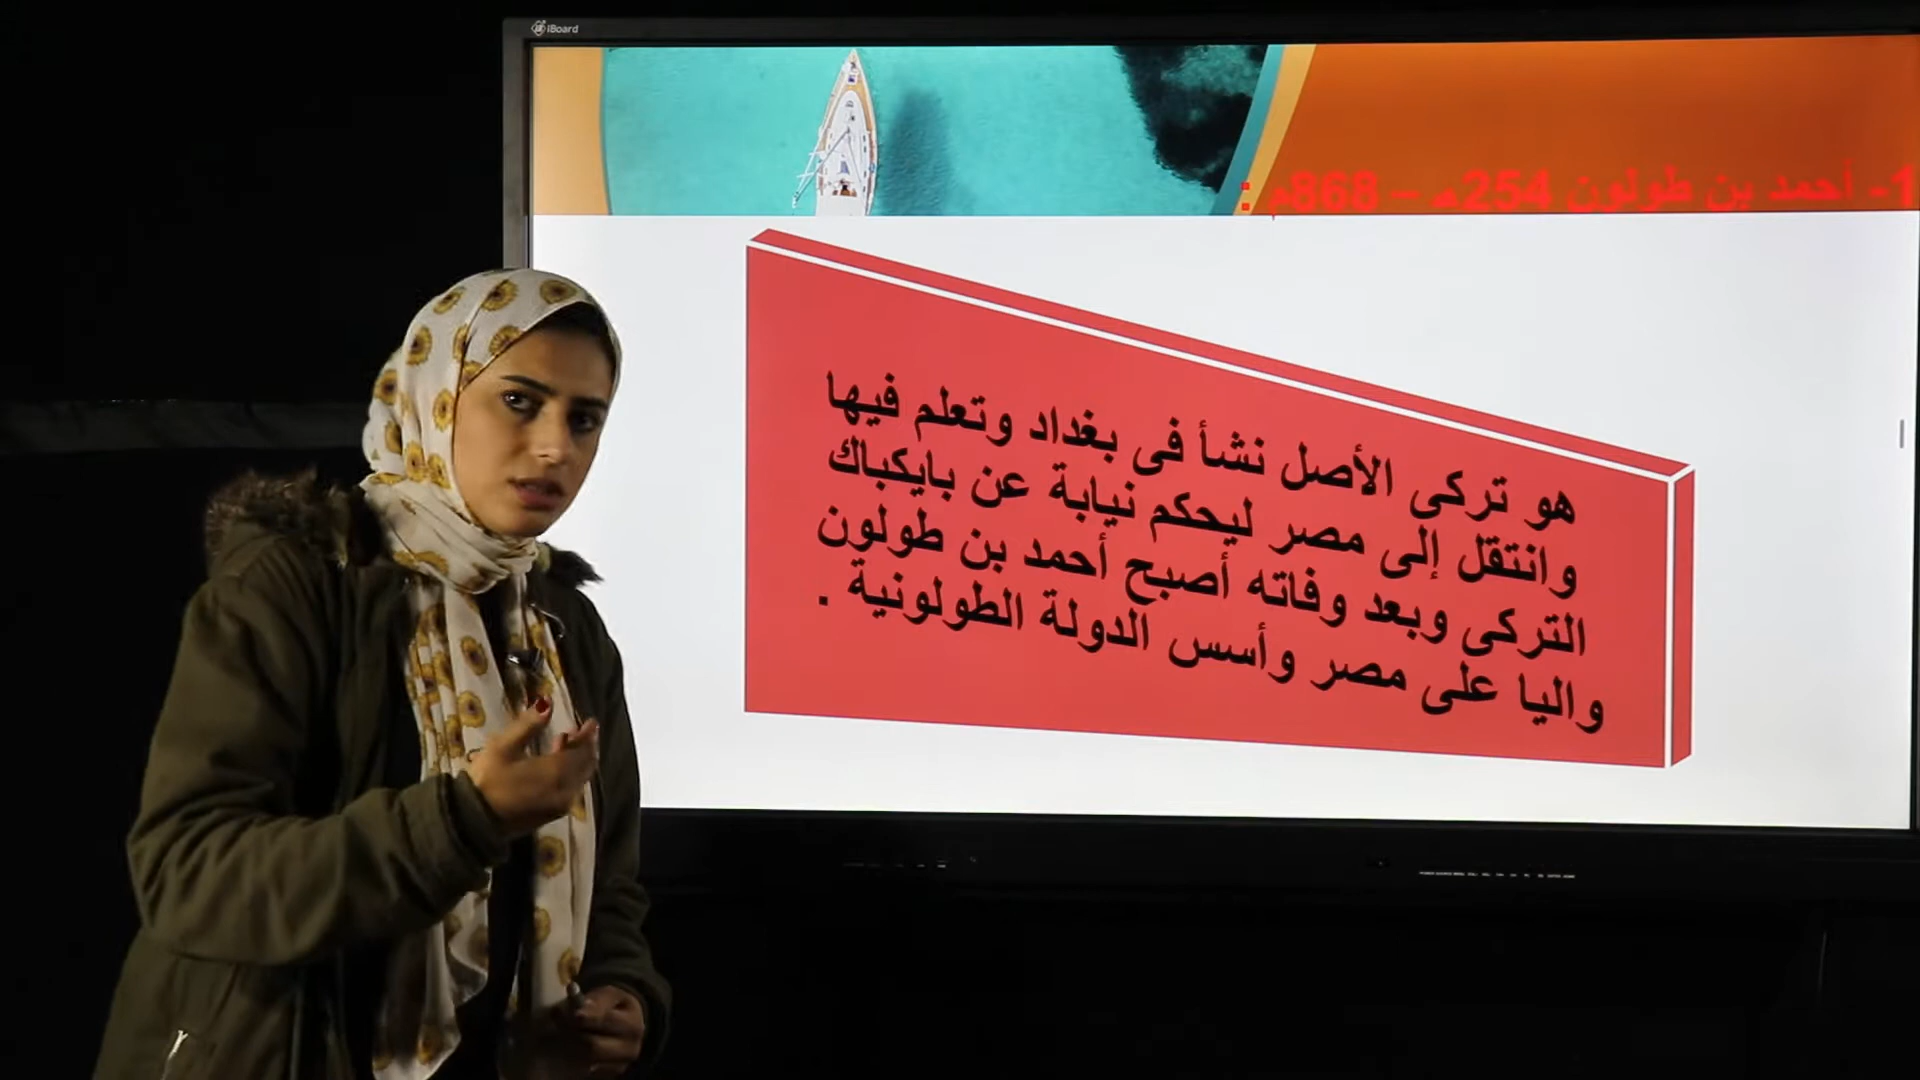 iBoard
1- أحمد بن طولون 254هـ – 868م :
هو تركى الأصل نشأ فى بغداد وتعلم فيها
وانتقل إلى مصر ليحكم نيابة عن بايكباك
التركى وبعد وفاته أصبح أحمد بن طولون
واليا على مصر وأسس الدولة الطولونية .